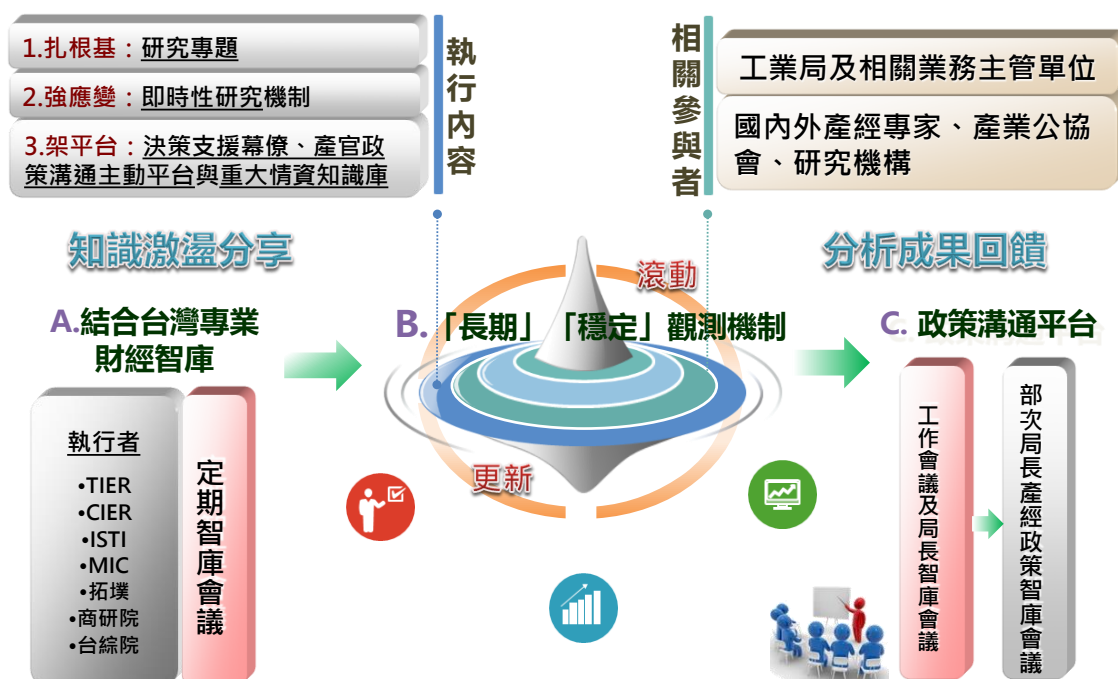 1.扎根基：研究專題
2.強應變：即時性研究機制
3.架平台：決策支援幕僚、產官政
策溝通主動平台與重大情資知識庫
執行內容
相關參與者
工業局及相關業務主管單位
國內外產經專家、產業公協
會、研究機構
知識激盪分享
分析成果回饋
滾動
A.結合台灣專業
財經智庫
B.「長期」「穩定」觀測機制
C. 政策溝通平台
執行者
•TIER
•CIER
•ISTI
•MIC
•拓墣
•商研院
•台綜院
定期智庫會議
更新
工作會議及局長智庫會議
部次局長產經政策智庫會議